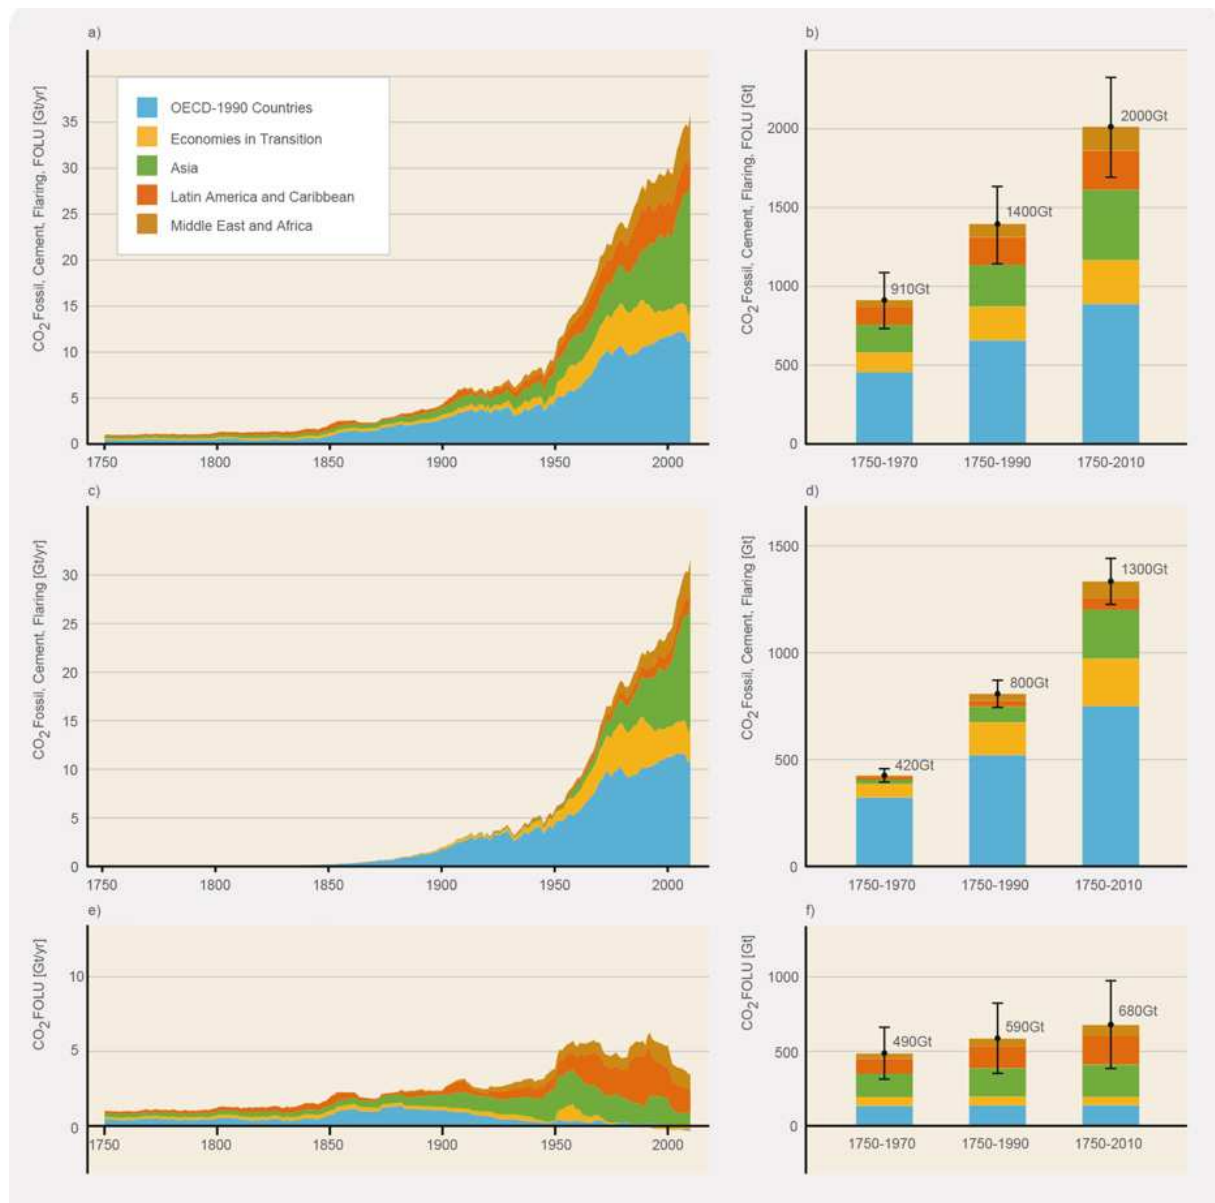 a)
CO2 Fossil, Cement, Flaring, FOLU [Gt/yr]
35
30
25
20
15
10
5
0
OECD-1990 Countries
Economies in Transition
Asia
Latin America and Caribbean
Middle East and Africa
1750 1800 1850 1900 1950 2000
b)
CO2 Fossil, Cement, Flaring, FOLU [Gt]
2000
1500
1000
500
0
910Gt
1400Gt
2000Gt
1750-1970 1750-1990 1750-2010
c)
CO2 Fossil, Cement, Flaring [Gt/yr]
30
25
20
15
10
5
0
1750 1800 1850 1900 1950 2000
d)
CO2 Fossil, Cement, Flaring [Gt]
1500
1000
500
0
420Gt
800Gt
1300Gt
1750-1970 1750-1990 1750-2010
e)
CO2 FOLU [Gt/yr]
10
5
0
1750 1800 1850 1900 1950 2000
f)
CO2 FOLU [Gt]
1000
500
0
490Gt
590Gt
680Gt
1750-1970 1750-1990 1750-2010